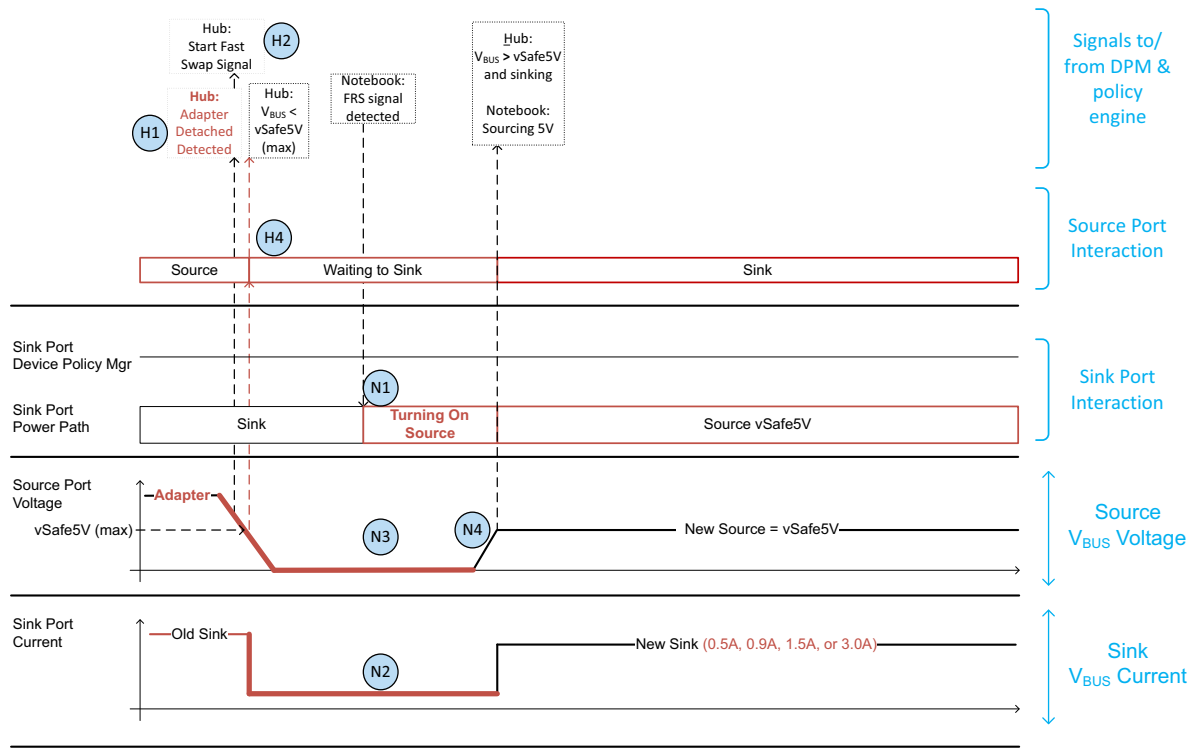 Hub:
Start Fast
Swap Signal
H2
Hub:
V_BUS > vSafe5V
and sinking
Notebook:
Sourcing 5V
Signals to/
from DPM &
policy
engine
Notebook:
FRS signal
detected
H1
Hub:
Adapter
Detached
Detected
Hub:
V_BUS <
vSafe5V
(max)
H4
Source Port
Interaction
Source
Waiting to Sink
Sink
Sink Port
Device Policy Mgr
Sink Port
Interaction
N1
Sink Port
Power Path
Sink
Turning On
Source
Source vSafe5V
Source Port
Voltage
Adapter
vSafe5V (max)
N3
N4
New Source = vSafe5V
Source
V_BUS Voltage
Sink Port
Current
Old Sink
N2
New Sink (0.5A, 0.9A, 1.5A, or 3.0A)
Sink
V_BUS Current